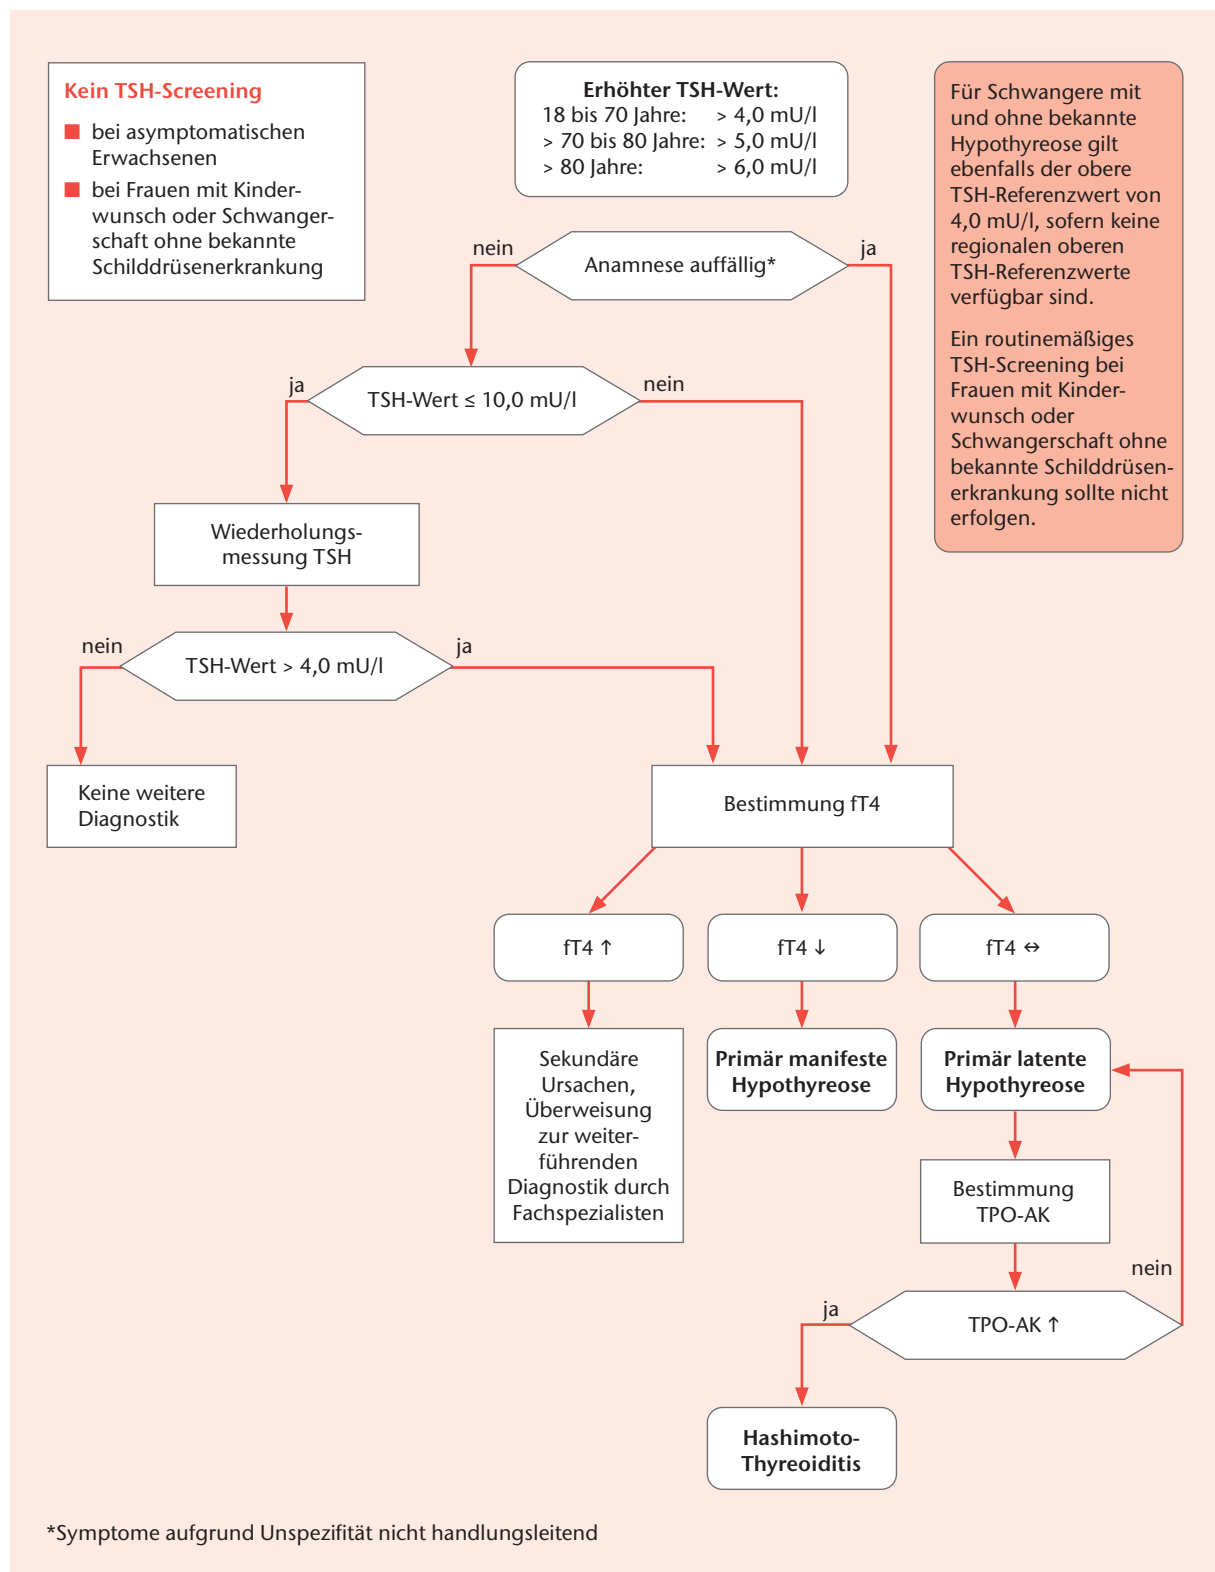 Kein TSH-Screening
bei asymptomatischen
Erwachsenen
bei Frauen mit Kinder-
wunsch oder Schwanger-
schaft ohne bekannte
Schilddrüsenerkrankung
Erhöhter TSH-Wert:
18 bis 70 Jahre: > 4,0 mU/l
> 70 bis 80 Jahre: > 5,0 mU/l
> 80 Jahre: > 6,0 mU/l
Für Schwangere mit
und ohne bekannte
Hypothyreose gilt
ebenfalls der obere
TSH-Referenzwert von
4,0 mU/l, sofern keine
regionalen oberen
TSH-Referenzwerte
verfügbar sind.
Ein routinemäßiges
TSH-Screening bei
Frauen mit Kinder-
wunsch oder
Schwangerschaft ohne
bekannte Schilddrüsen-
erkrankung sollte nicht
erfolgen.
nein
Anamnese auffällig*
ja
ja
TSH-Wert ≤ 10,0 mU/l
nein
Wiederholungs-
messung TSH
nein
TSH-Wert > 4,0 mU/l
ja
Keine weitere
Diagnostik
Bestimmung fT4
fT4 ↑
fT4 ↓
fT4 ↔
Sekundäre
Ursachen,
Überweisung
zur weiter-
führenden
Diagnostik durch
Fachspezialisten
Primär manifeste
Hypothyreose
Primär latente
Hypothyreose
Bestimmung
TPO-AK
nein
ja
TPO-AK ↑
Hashimoto-
Thyreoiditis
*Symptome aufgrund Unspezifität nicht handlungsleitend